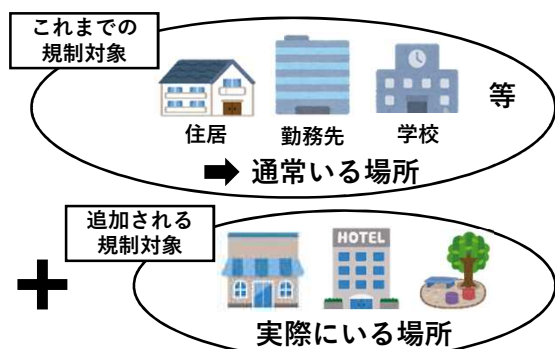 これまでの
規制対象
住居
勤務先
学校
等
➡ 通常いる場所
追加される
規制対象
HOTEL
＋
実際にいる場所